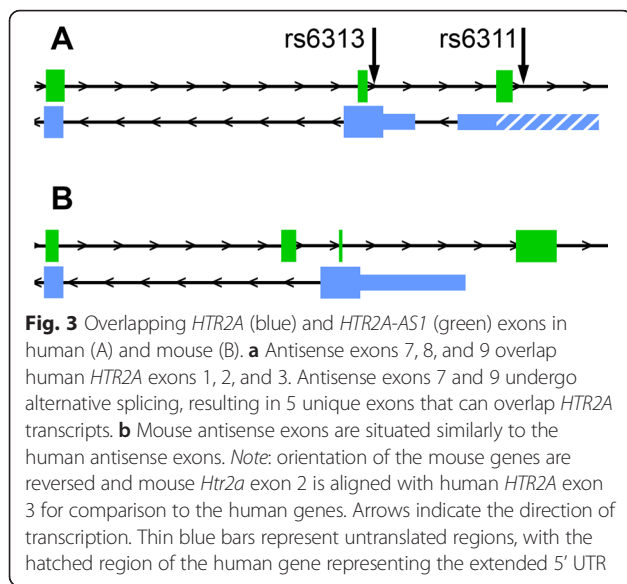 A
rs6313 rs6311
B
Fig. 3 Overlapping HTR2A (blue) and HTR2A-AS1 (green) exons in
human (A) and mouse (B). a Antisense exons 7, 8, and 9 overlap
human HTR2A exons 1, 2, and 3. Antisense exons 7 and 9 undergo
alternative splicing, resulting in 5 unique exons that can overlap HTR2A
transcripts. b Mouse antisense exons are situated similarly to the
human antisense exons. Note: orientation of the mouse genes are
reversed and mouse Htr2a exon 2 is aligned with human HTR2A exon
3 for comparison to the human genes. Arrows indicate the direction of
transcription. Thin blue bars represent untranslated regions, with the
hatched region of the human gene representing the extended 5' UTR